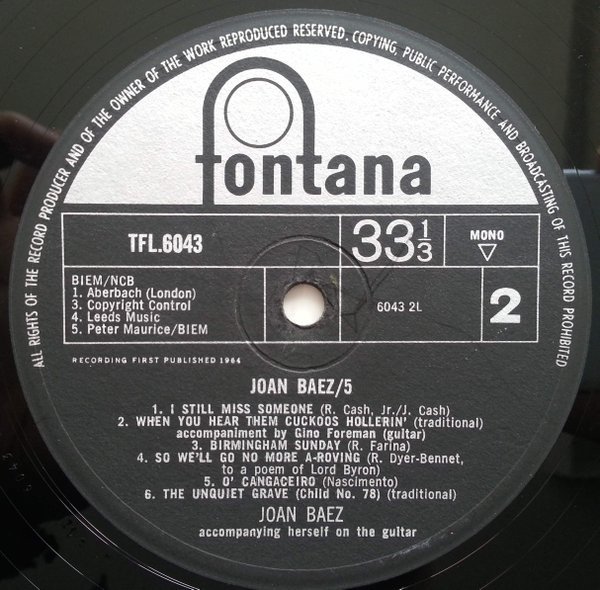 ALL RIGHTS OF THE RECORD PRODUCER AND OF THE OWNER OF THE WORK REPRODUCED RESERVED. COPYING, PUBLIC PERFORMANCE AND BROADCASTING OF THIS RECORD PROHIBITED
fontana
TFL.6043
33 1/3
MONO
BIEM/NCB
1. Aberbach (London)
3. Copyright Control
4. Leeds Music
5. Peter Maurice/BIEM
6043 2L
2
RECORDING FIRST PUBLISHED 1964
JOAN BAEZ/5
1. I STILL MISS SOMEONE (R. Cash, Jr./J. Cash)
2. WHEN YOU HEAR THEM CUCKOOS HOLLERIN' (traditional)
accompaniment by Gino Foreman (guitar)
3. BIRMINGHAM SUNDAY (R. Farina)
4. SO WE'LL GO NO MORE A-ROVING (R. Dyer-Bennet,
to a poem of Lord Byron)
5. O' CANGACEIRO (Nascimento)
6. THE UNQUIET GRAVE (Child No. 78) (traditional)
JOAN BAEZ
accompanying herself on the guitar